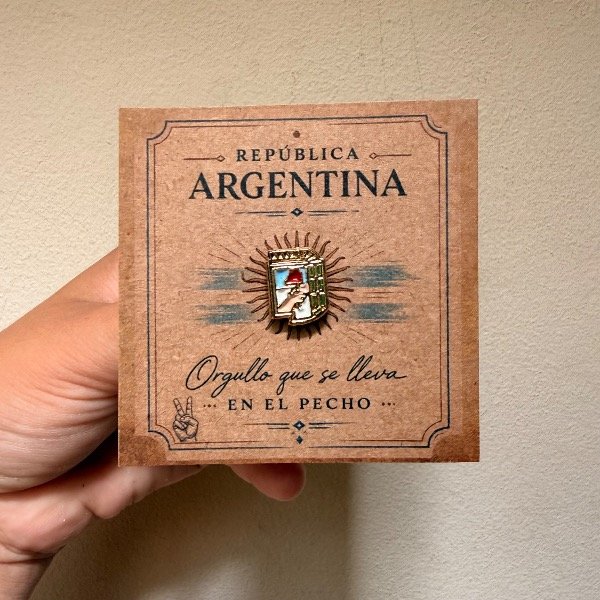 REPÚBLICA
ARGENTINA
Orgullo que se lleva
EN EL PECHO